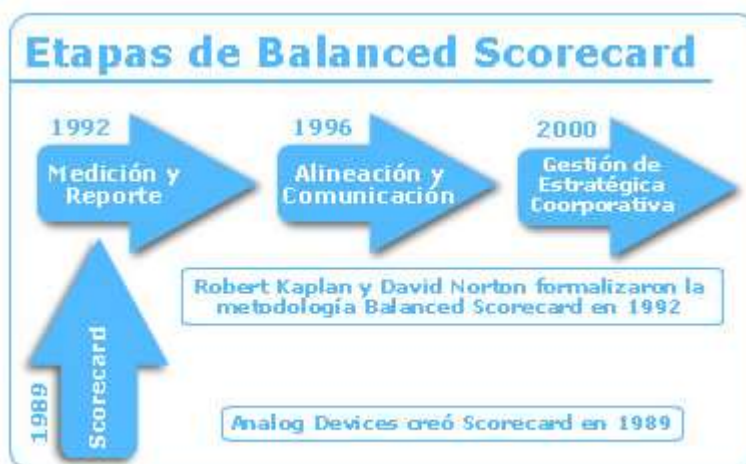 Etapas de Balanced Scorecard
1992
Medición y
Reporte
1996
Alineación y
Comunicación
2000
Gestión de
Estratégica
Coorporativa
Robert Kaplan y David Norton formalizaron la
metodología Balanced Scorecard en 1992
1989
Scorecard
Analog Devices creó Scorecard en 1989